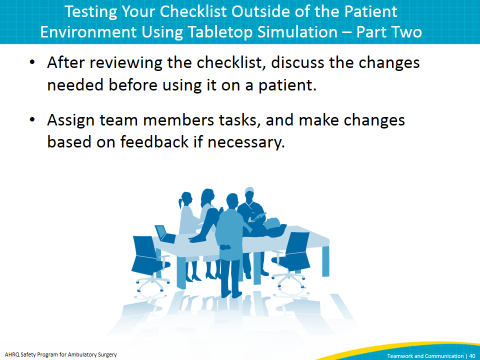 Testing Your Checklist Outside of the Patient
Environment Using Tabletop Simulation – Part Two
• After reviewing the checklist, discuss the changes
needed before using it on a patient.
• Assign team members tasks, and make changes
based on feedback if necessary.
AHRQ Safety Program for Ambulatory Surgery
Teamwork and Communication | 40